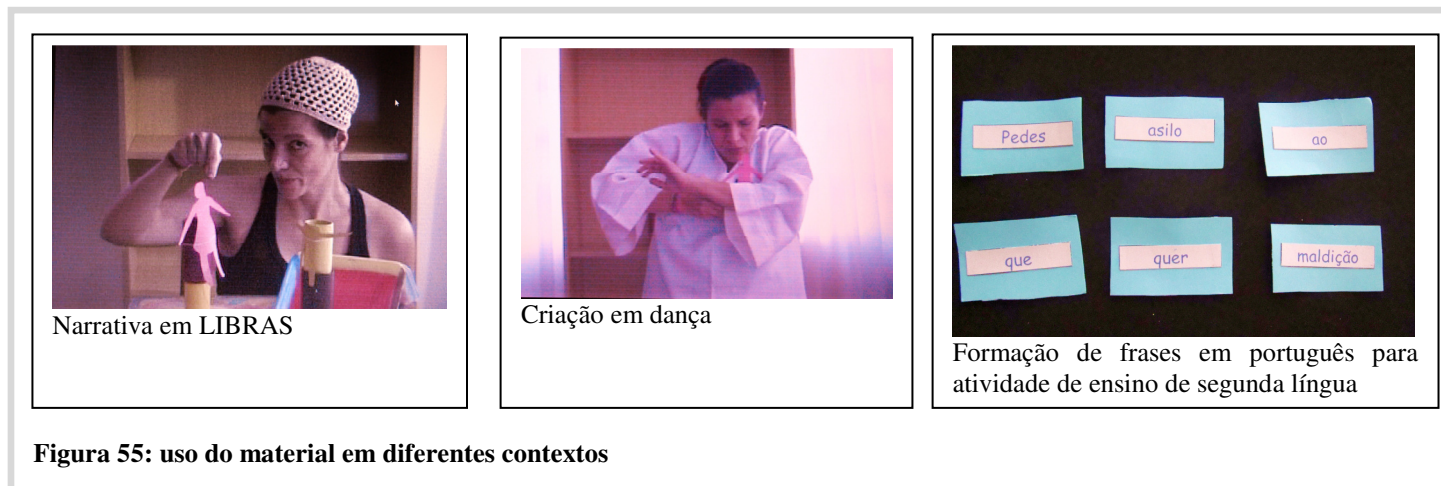 Narrativa em LIBRAS
Criação em dança
Pedes asilo ao
que quer maldição
Formação de frases em português para
atividade de ensino de segunda língua
Figura 55: uso do material em diferentes contextos